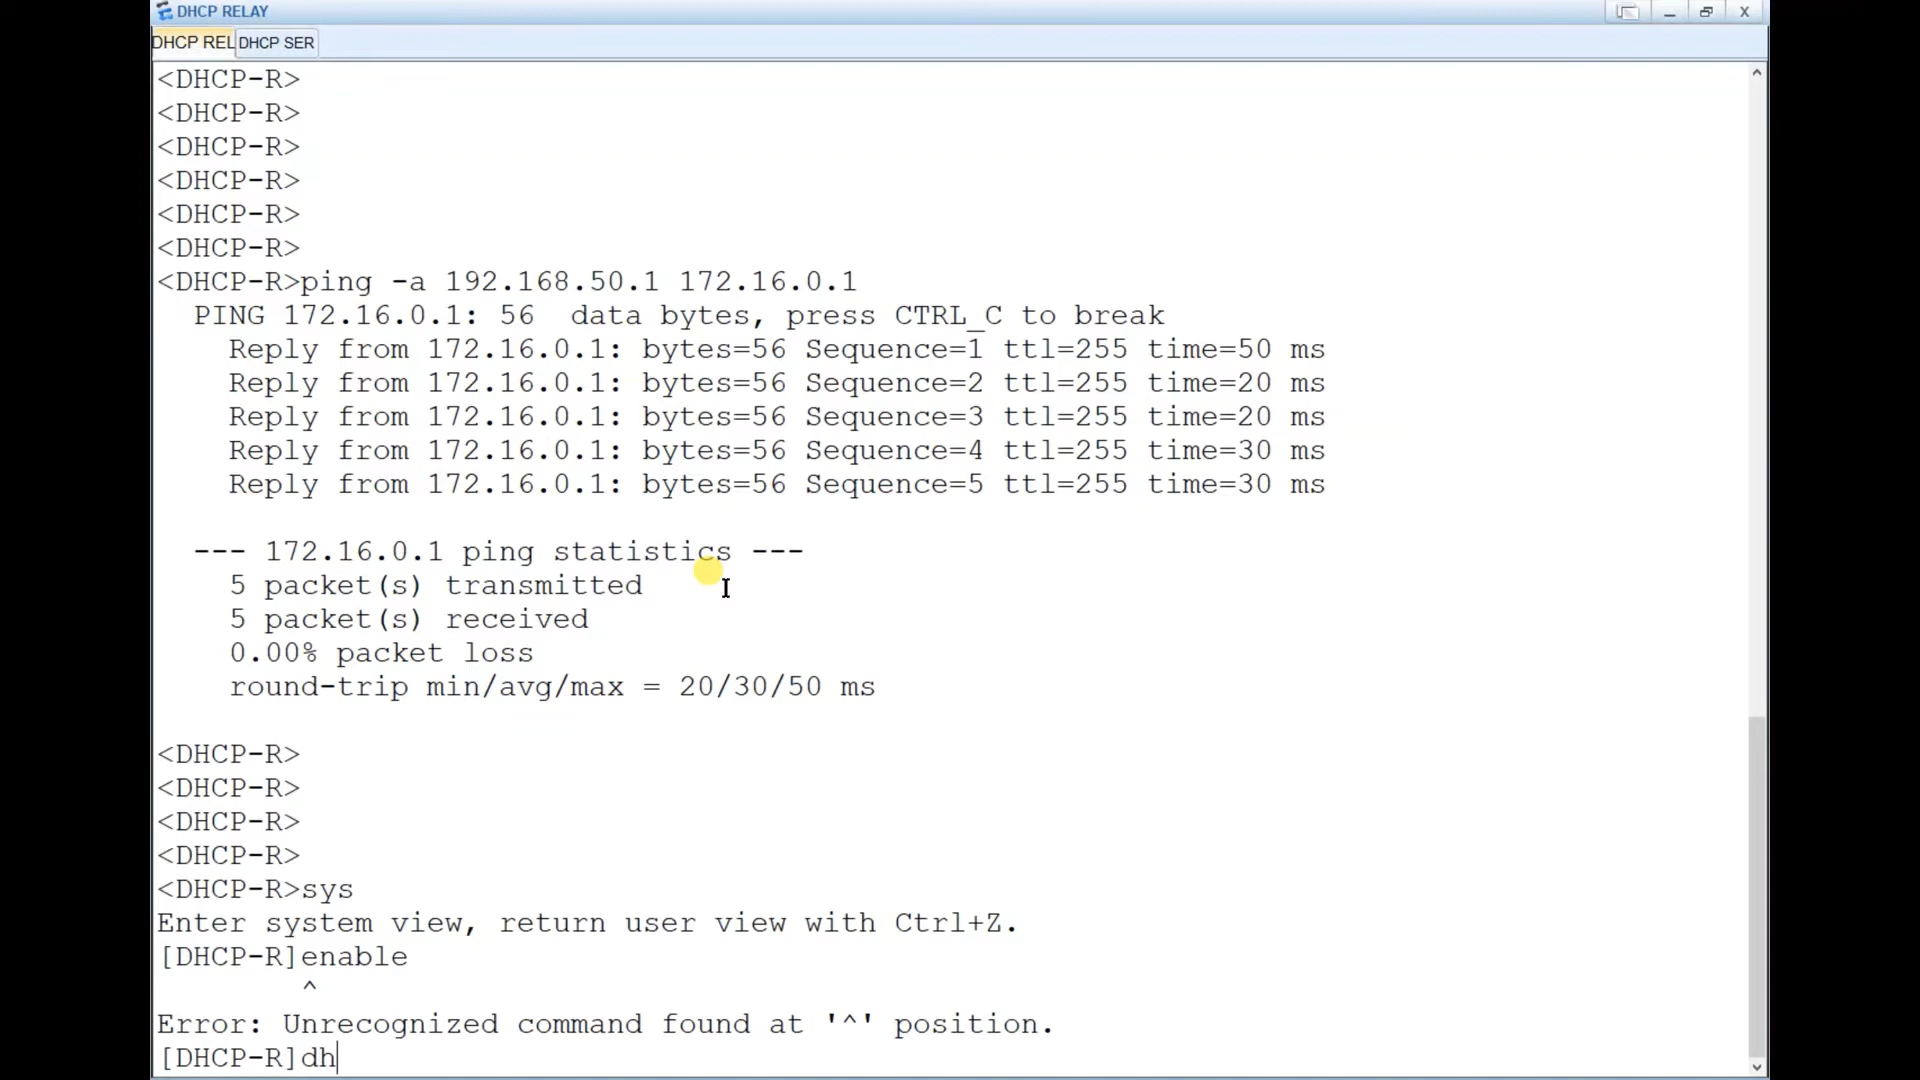 DHCP RELAY
DHCP REL DHCP SER
<DHCP-R>
<DHCP-R>
<DHCP-R>
<DHCP-R>
<DHCP-R>
<DHCP-R>
<DHCP-R>ping -a 192.168.50.1 172.16.0.1
PING 172.16.0.1: 56 data bytes, press CTRL_C to break
Reply from 172.16.0.1: bytes=56 Sequence=1 ttl=255 time=50 ms
Reply from 172.16.0.1: bytes=56 Sequence=2 ttl=255 time=20 ms
Reply from 172.16.0.1: bytes=56 Sequence=3 ttl=255 time=20 ms
Reply from 172.16.0.1: bytes=56 Sequence=4 ttl=255 time=30 ms
Reply from 172.16.0.1: bytes=56 Sequence=5 ttl=255 time=30 ms
--- 172.16.0.1 ping statistics ---
5 packet(s) transmitted
5 packet(s) received
0.00% packet loss
round-trip min/avg/max = 20/30/50 ms
<DHCP-R>
<DHCP-R>
<DHCP-R>
<DHCP-R>
<DHCP-R>sys
Enter system view, return user view with Ctrl+Z.
[DHCP-R]enable
^
Error: Unrecognized command found at '^' position.
[DHCP-R]dh